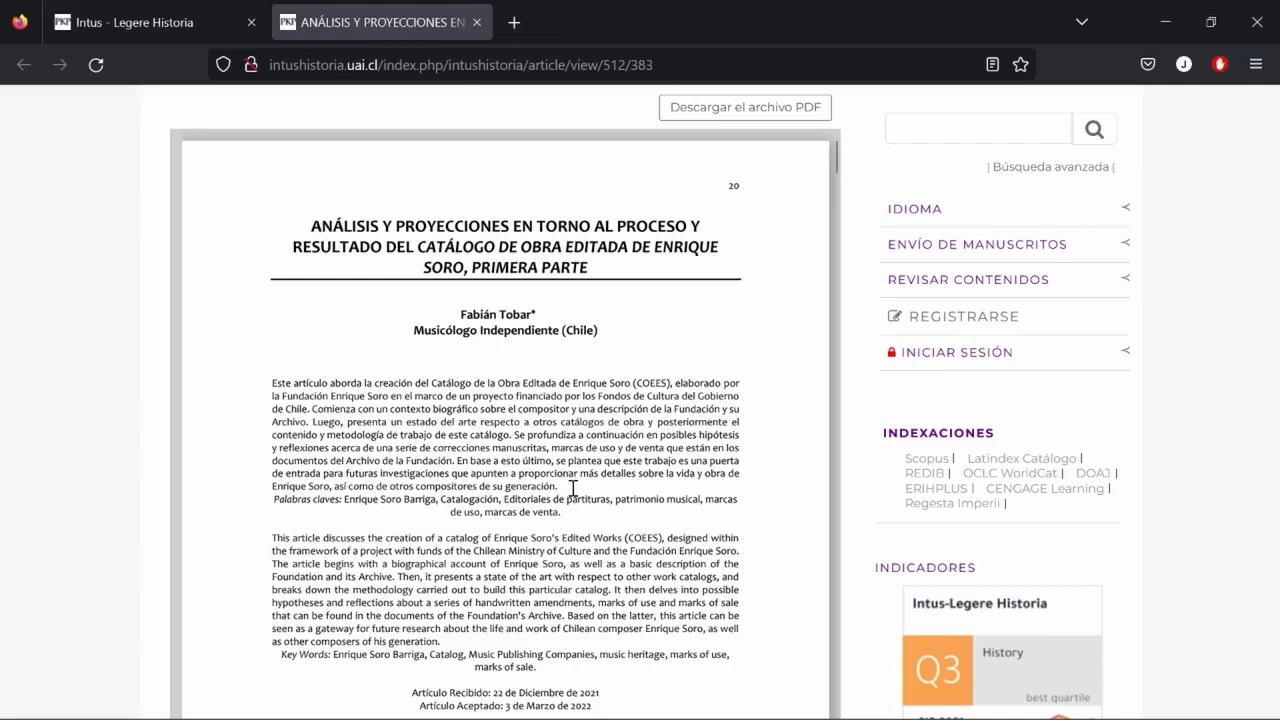 Intus - Legere Historia
ANÁLISIS Y PROYECCIONES EN
intushistoria.uai.cl/index.php/intushistoria/article/view/512/383
Descargar el archivo PDF
20
ANÁLISIS Y PROYECCIONES EN TORNO AL PROCESO Y
RESULTADO DEL CATÁLOGO DE OBRA EDITADA DE ENRIQUE
SORO, PRIMERA PARTE
Fabián Tobar*
Musicólogo Independiente (Chile)
Este artículo aborda la creación del Catálogo de la Obra Editada de Enrique Soro (COEES), elaborado por
la Fundación Enrique Soro en el marco de un proyecto financiado por los Fondos de Cultura del Gobierno
de Chile. Comienza con un contexto biográfico sobre el compositor y una descripción de la Fundación y su
Archivo. Luego, presenta un estado del arte respecto a otros catálogos de obra y posteriormente el
contenido y metodología de trabajo de este catálogo. Se profundiza a continuación en posibles hipótesis
y reflexiones acerca de una serie de correcciones manuscritas, marcas de uso y de venta que están en los
documentos del Archivo de la Fundación. En base a esto último, se plantea que este trabajo es una puerta
de entrada para futuras investigaciones que apunten a proporcionar más detalles sobre la vida y obra de
Enrique Soro, así como de otros compositores de su generación.
Palabras claves: Enrique Soro Barriga, Catalogación, Editoriales de partituras, patrimonio musical, marcas
de uso, marcas de venta.
This article discusses the creation of a catalog of Enrique Soro's Edited Works (COEES), designed within
the framework of a project with funds of the Chilean Ministry of Culture and the Fundación Enrique Soro.
The article begins with a biographical account of Enrique Soro, as well as a basic description of the
Foundation and its Archive. Then, it presents a state of the art with respect to other work catalogs, and
breaks down the methodology carried out to build this particular catalog. It then delves into possible
hypotheses and reflections about a series of handwritten amendments, marks of use and marks of sale
that can be found in the documents of the Foundation's Archive. Based on the latter, this article can be
seen as a gateway for future research about the life and work of Chilean composer Enrique Soro, as well
as other composers of his generation.
Key Words: Enrique Soro Barriga, Catalog, Music Publishing Companies, music heritage, marks of use,
marks of sale.
Artículo Recibido: 22 de Diciembre de 2021
Artículo Aceptado: 3 de Marzo de 2022
] Búsqueda avanzada [
IDIOMA
ENVÍO DE MANUSCRITOS
REVISAR CONTENIDOS
REGISTRARSE
INICIAR SESIÓN
INDEXACIONES
Scopus | Latindex Catálogo |
REDIB | OCLC WorldCat | DOAJ |
ERIHPLUS | CENGAGE Learning |
Regesta Imperii |
INDICADORES
Intus-Legere Historia
Q3
History
best quartile